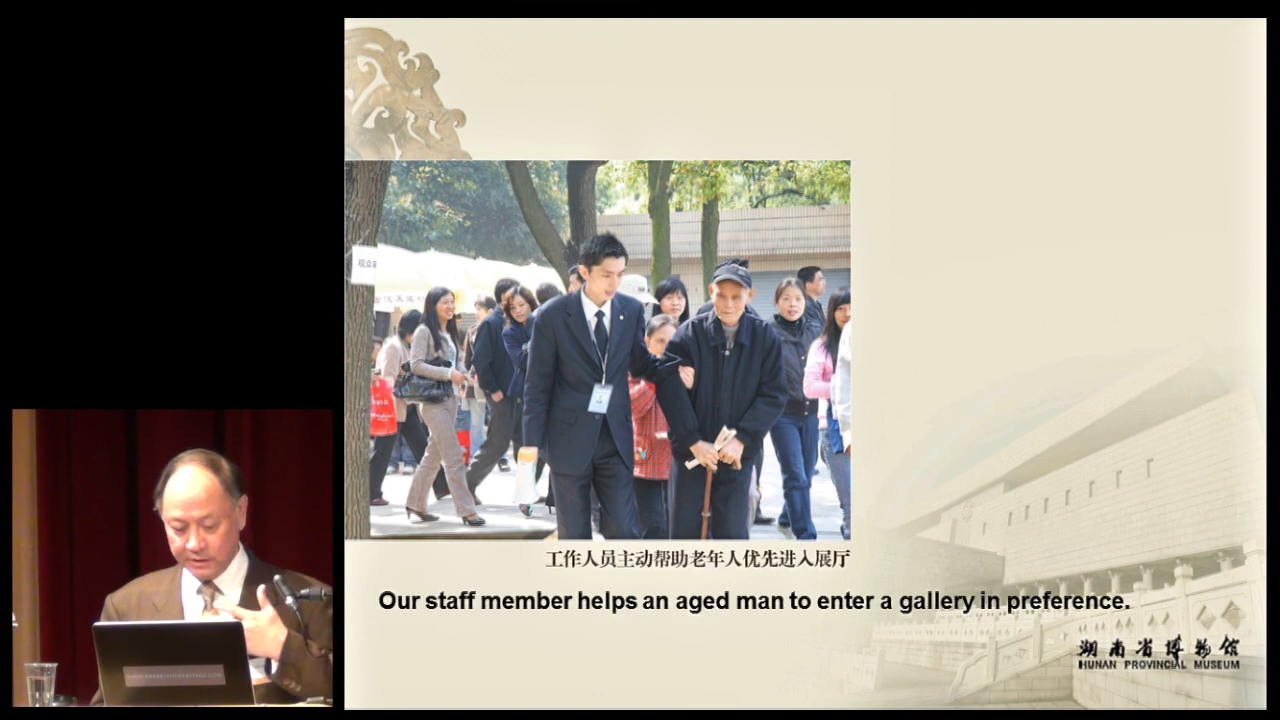 观众
工作人员主动帮助老年人优先进入展厅
Our staff member helps an aged man to enter a gallery in preference.
湖南省博物馆
HUNAN PROVINCIAL MUSEUM